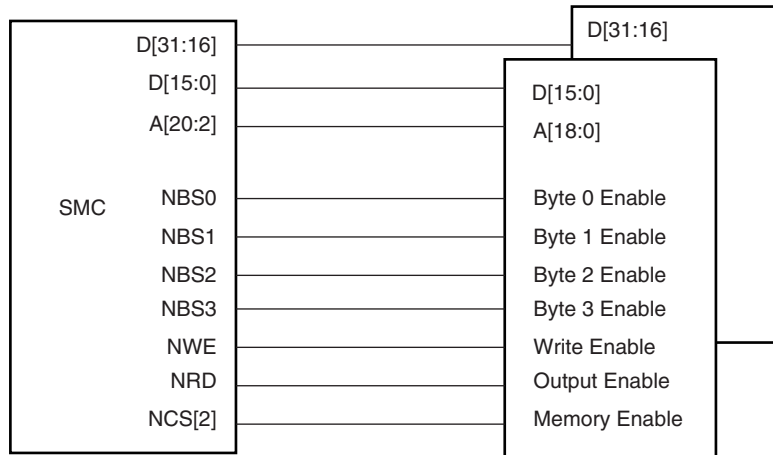 D[31:16] D[31:16]
D[15:0] D[15:0]
A[20:2] A[18:0]
NBS0 Byte 0 Enable
SMC
NBS1 Byte 1 Enable
NBS2 Byte 2 Enable
NBS3 Byte 3 Enable
NWE Write Enable
NRD Output Enable
NCS[2] Memory Enable